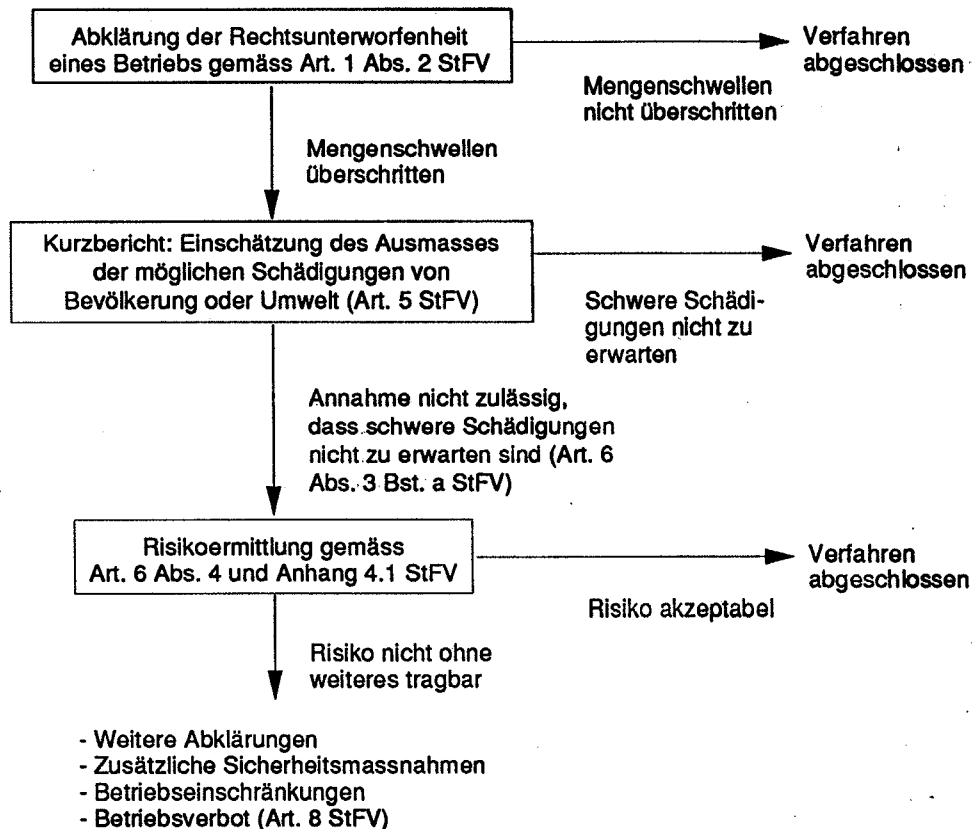 Abklärung der Rechtsunterworfenheit
eines Betriebs gemäss Art. 1 Abs. 2 StFV
Verfahren
abgeschlossen
Mengenschwellen
nicht überschritten
Mengenschwellen
überschritten
Kurzbericht: Einschätzung des Ausmasses
der möglichen Schädigungen von
Bevölkerung oder Umwelt (Art. 5 StFV)
Verfahren
abgeschlossen
Schwere Schädi-
gungen nicht zu
erwarten
Annahme nicht zulässig,
dass schwere Schädigungen
nicht zu erwarten sind (Art. 6
Abs. 3 Bst. a StFV)
Risikoermittlung gemäss
Art. 6 Abs. 4 und Anhang 4.1 StFV
Verfahren
abgeschlossen
Risiko akzeptabel
Risiko nicht ohne
weiteres tragbar
- Weitere Abklärungen
- Zusätzliche Sicherheitsmassnahmen
- Betriebseinschränkungen
- Betriebsverbot (Art. 8 StFV)